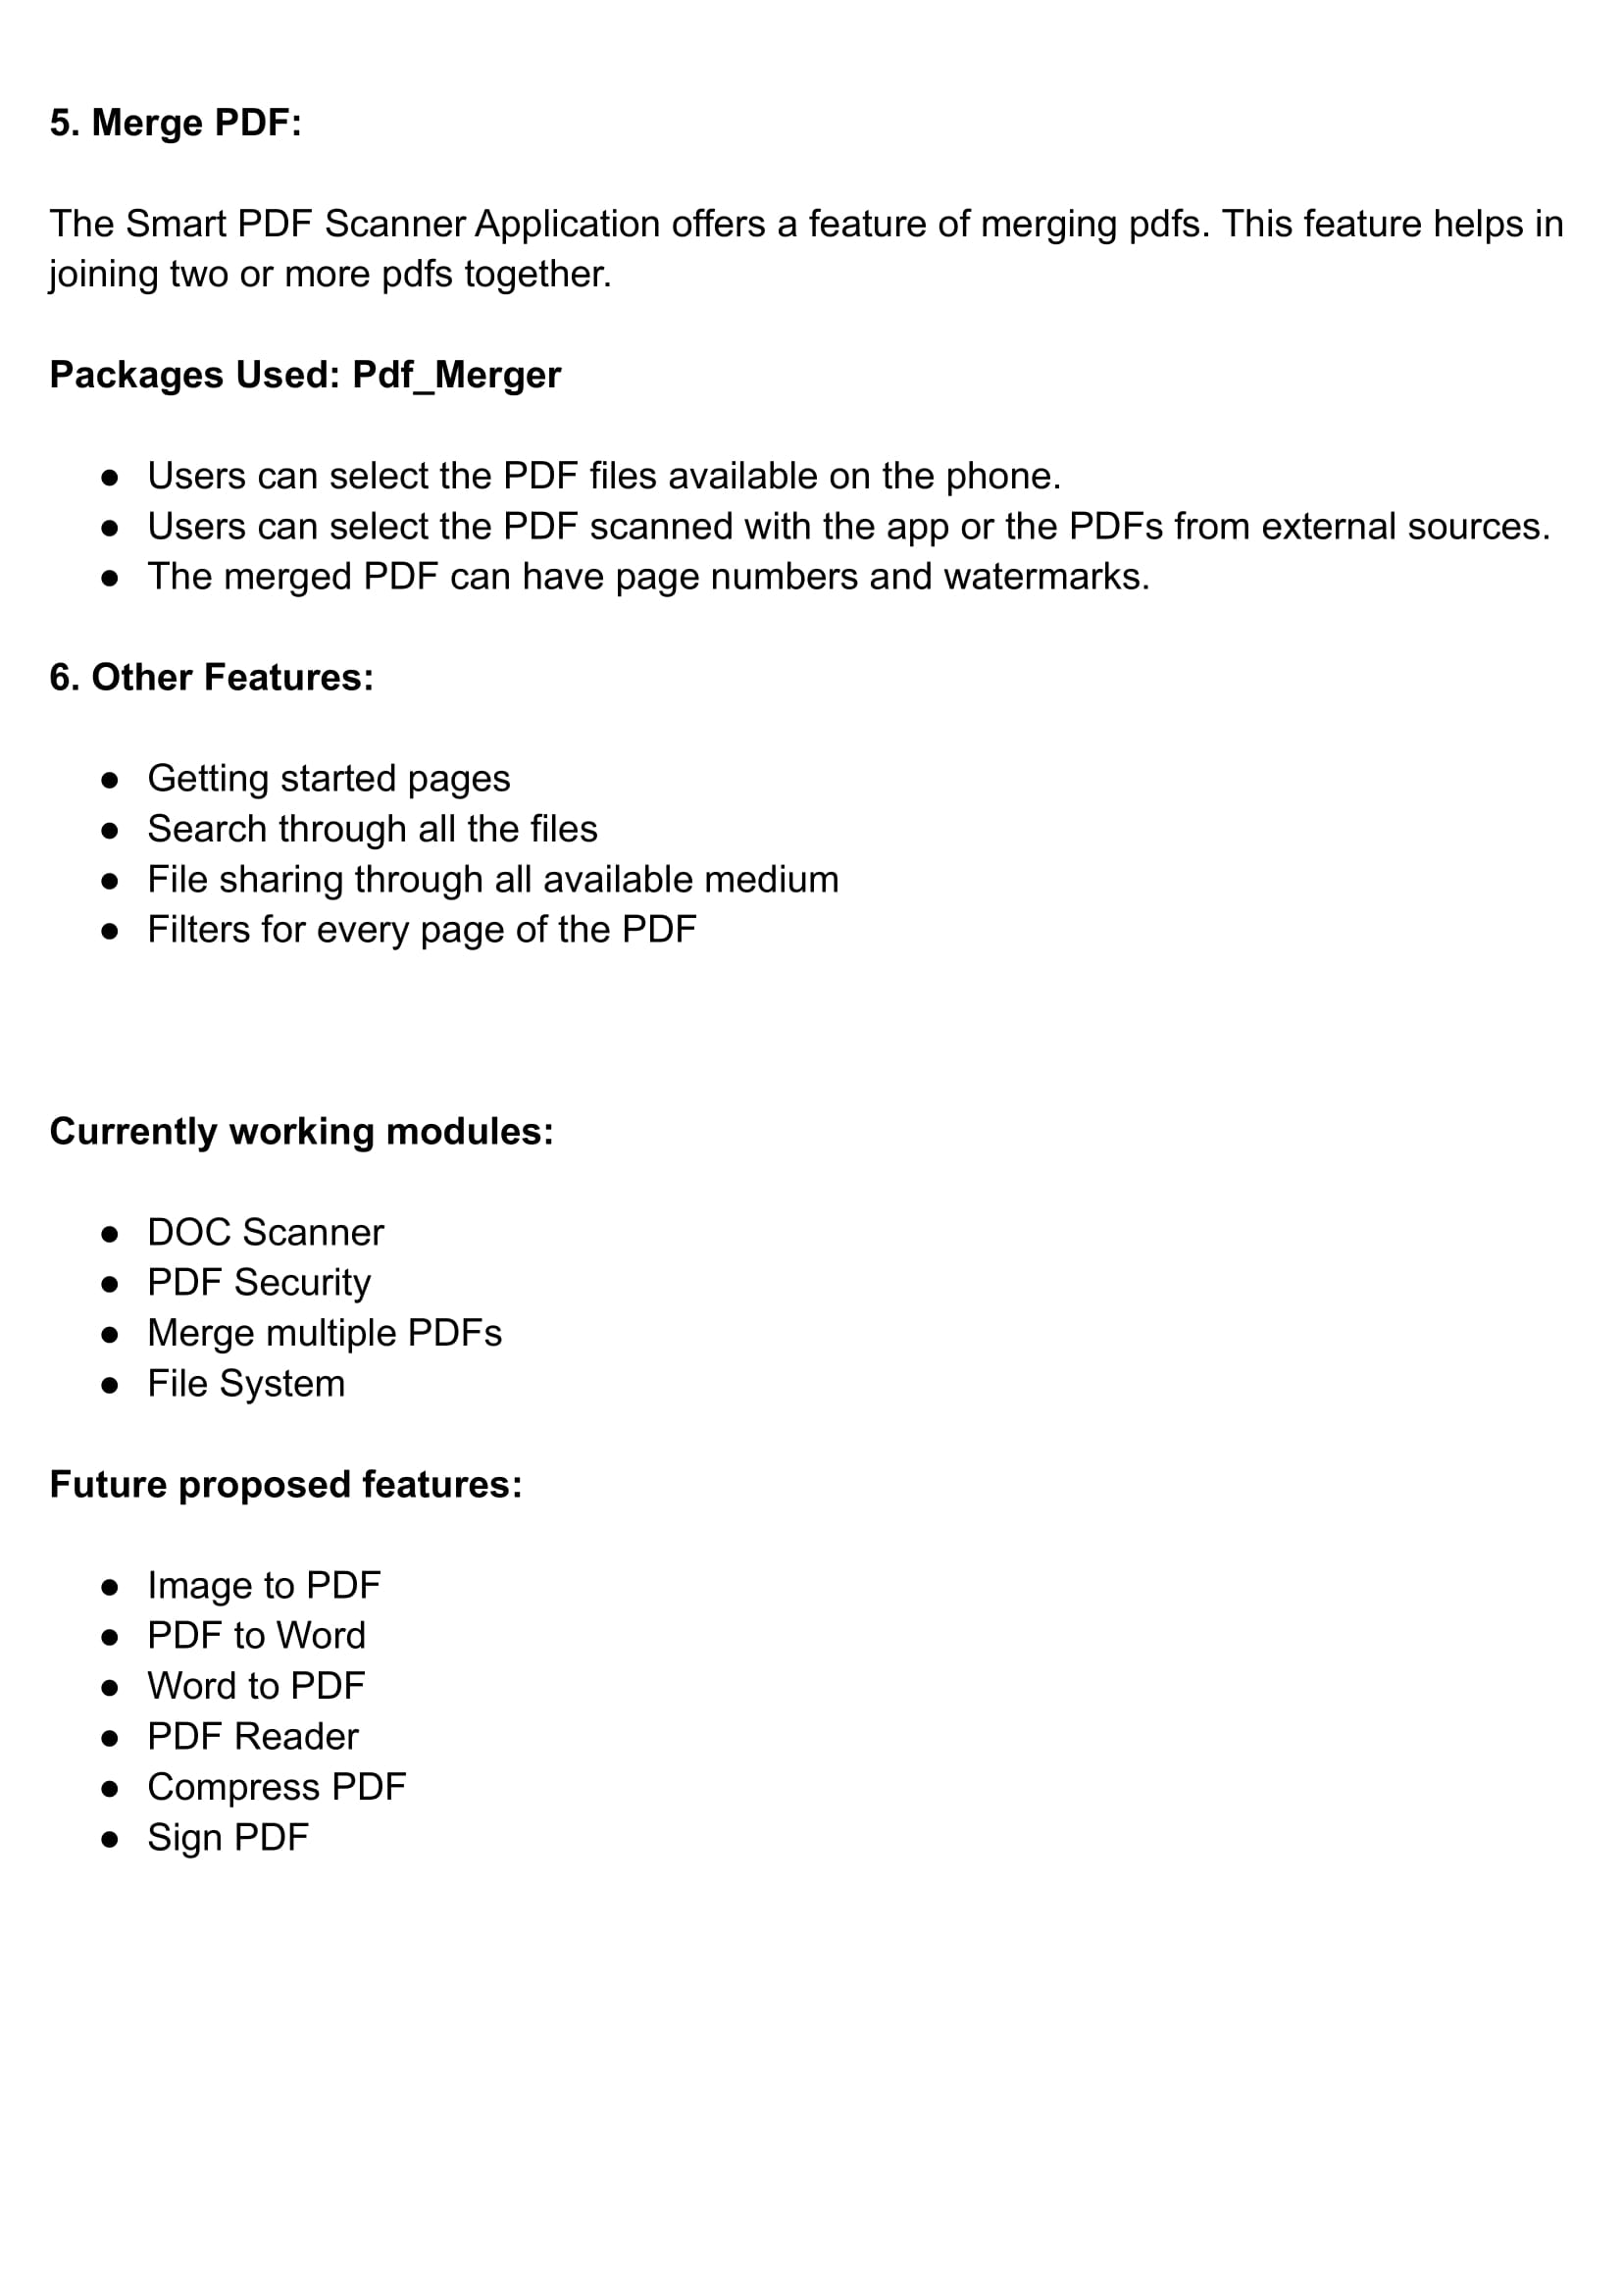 5. Merge PDF:
The Smart PDF Scanner Application offers a feature of merging pdfs. This feature helps in
joining two or more pdfs together.
Packages Used: Pdf_Merger
● Users can select the PDF files available on the phone.
● Users can select the PDF scanned with the app or the PDFs from external sources.
● The merged PDF can have page numbers and watermarks.
6. Other Features:
● Getting started pages
● Search through all the files
● File sharing through all available medium
● Filters for every page of the PDF
Currently working modules:
● DOC Scanner
● PDF Security
● Merge multiple PDFs
● File System
Future proposed features:
● Image to PDF
● PDF to Word
● Word to PDF
● PDF Reader
● Compress PDF
● Sign PDF